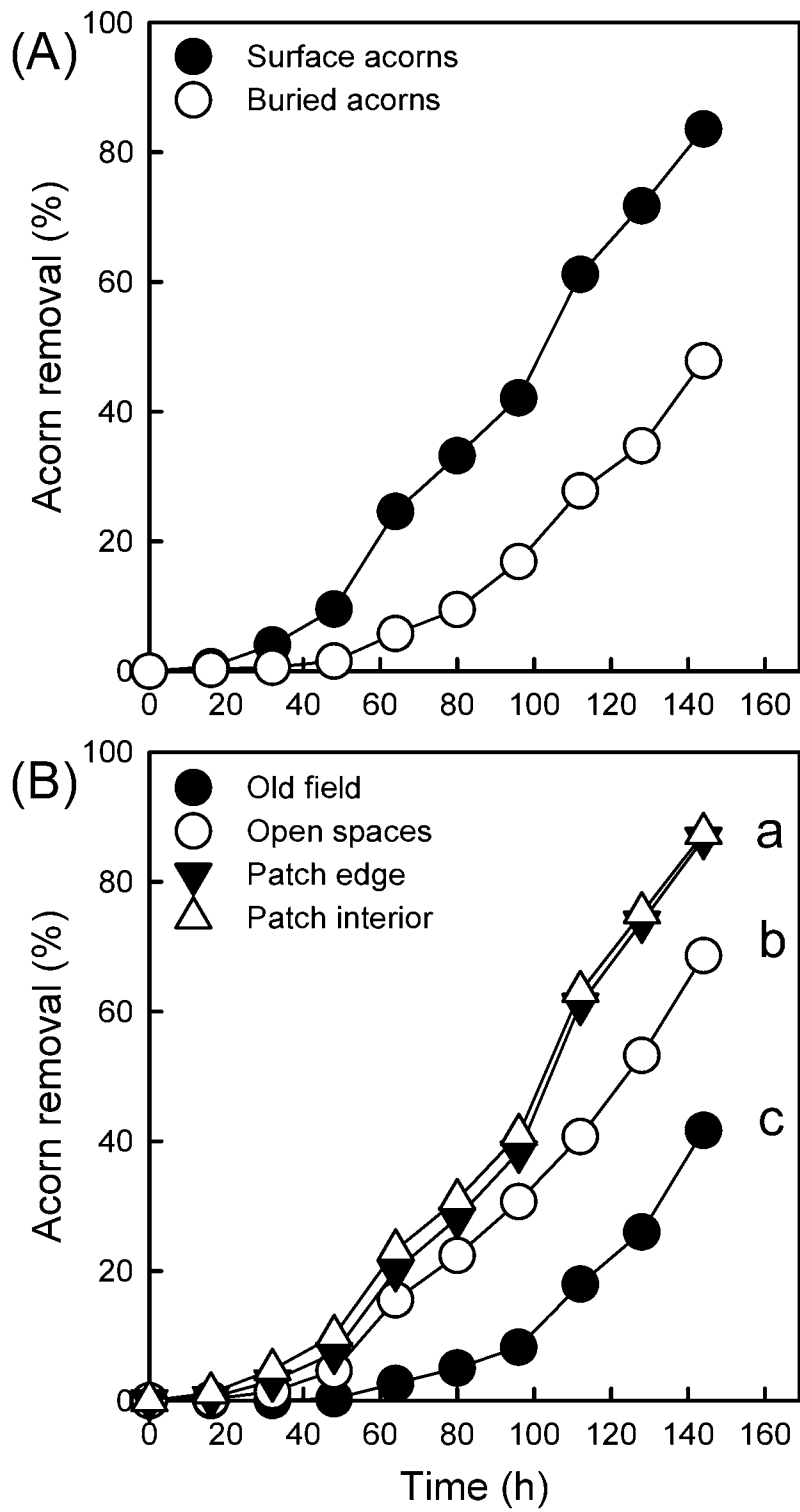 (A)
Surface acorns
Buried acorns
Acorn removal (%)
100
80
60
40
20
0
0 20 40 60 80 100 120 140 160
(B)
Old field
Open spaces
Patch edge
Patch interior
Acorn removal (%)
100
80
60
40
20
0
a
b
c
0 20 40 60 80 100 120 140 160
Time (h)